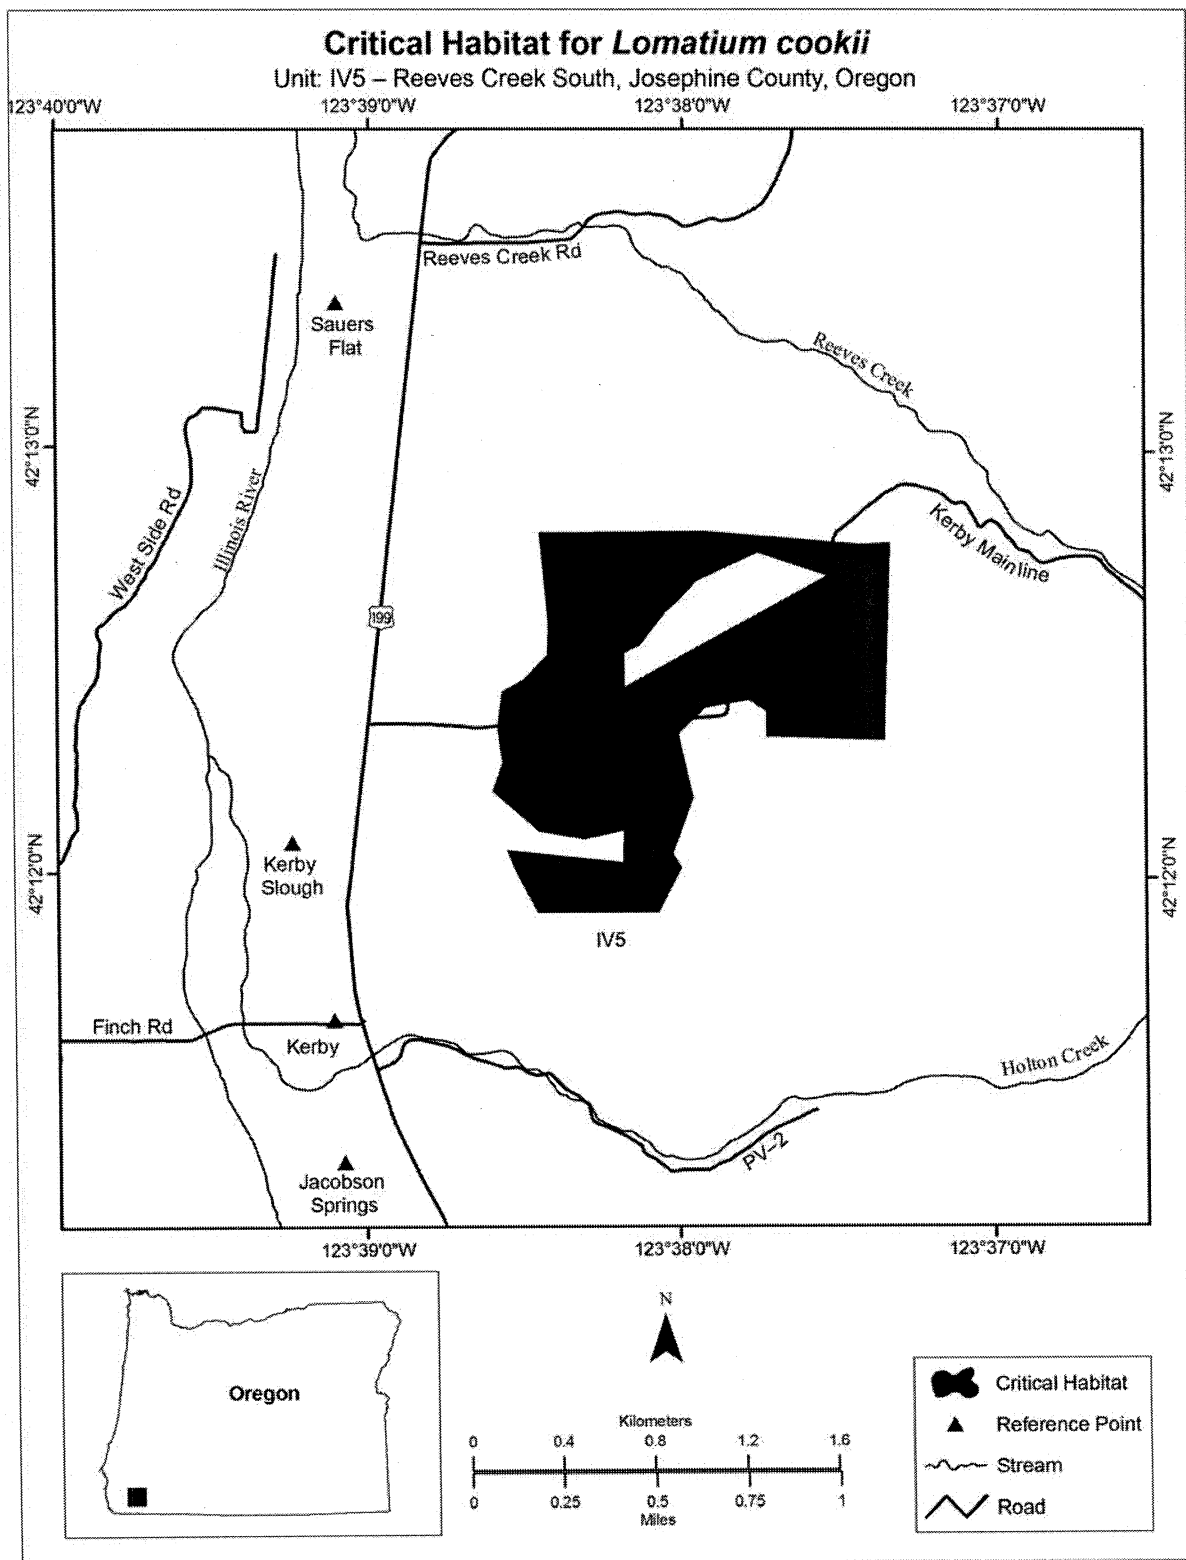 Critical Habitat for Lomatium cookii
Unit: IV5 – Reeves Creek South, Josephine County, Oregon
123°40'0"W
123°39'0"W
123°38'0"W
123°37'0"W
Reeves Creek Rd
Sauers
Flat
Reeves Creek
42°13'0"N
42°13'0"N
West Side Rd
Illinois River
Kerby Mainline
199
Kerby
Slough
42°12'0"N
42°12'0"N
IV5
Finch Rd
Kerby
Holton Creek
PV–2
Jacobson
Springs
123°39'0"W
123°38'0"W
123°37'0"W
Oregon
N
Kilometers
0 0.4 0.8 1.2 1.6
0 0.25 0.5 0.75 1
Miles
Critical Habitat
Reference Point
Stream
Road